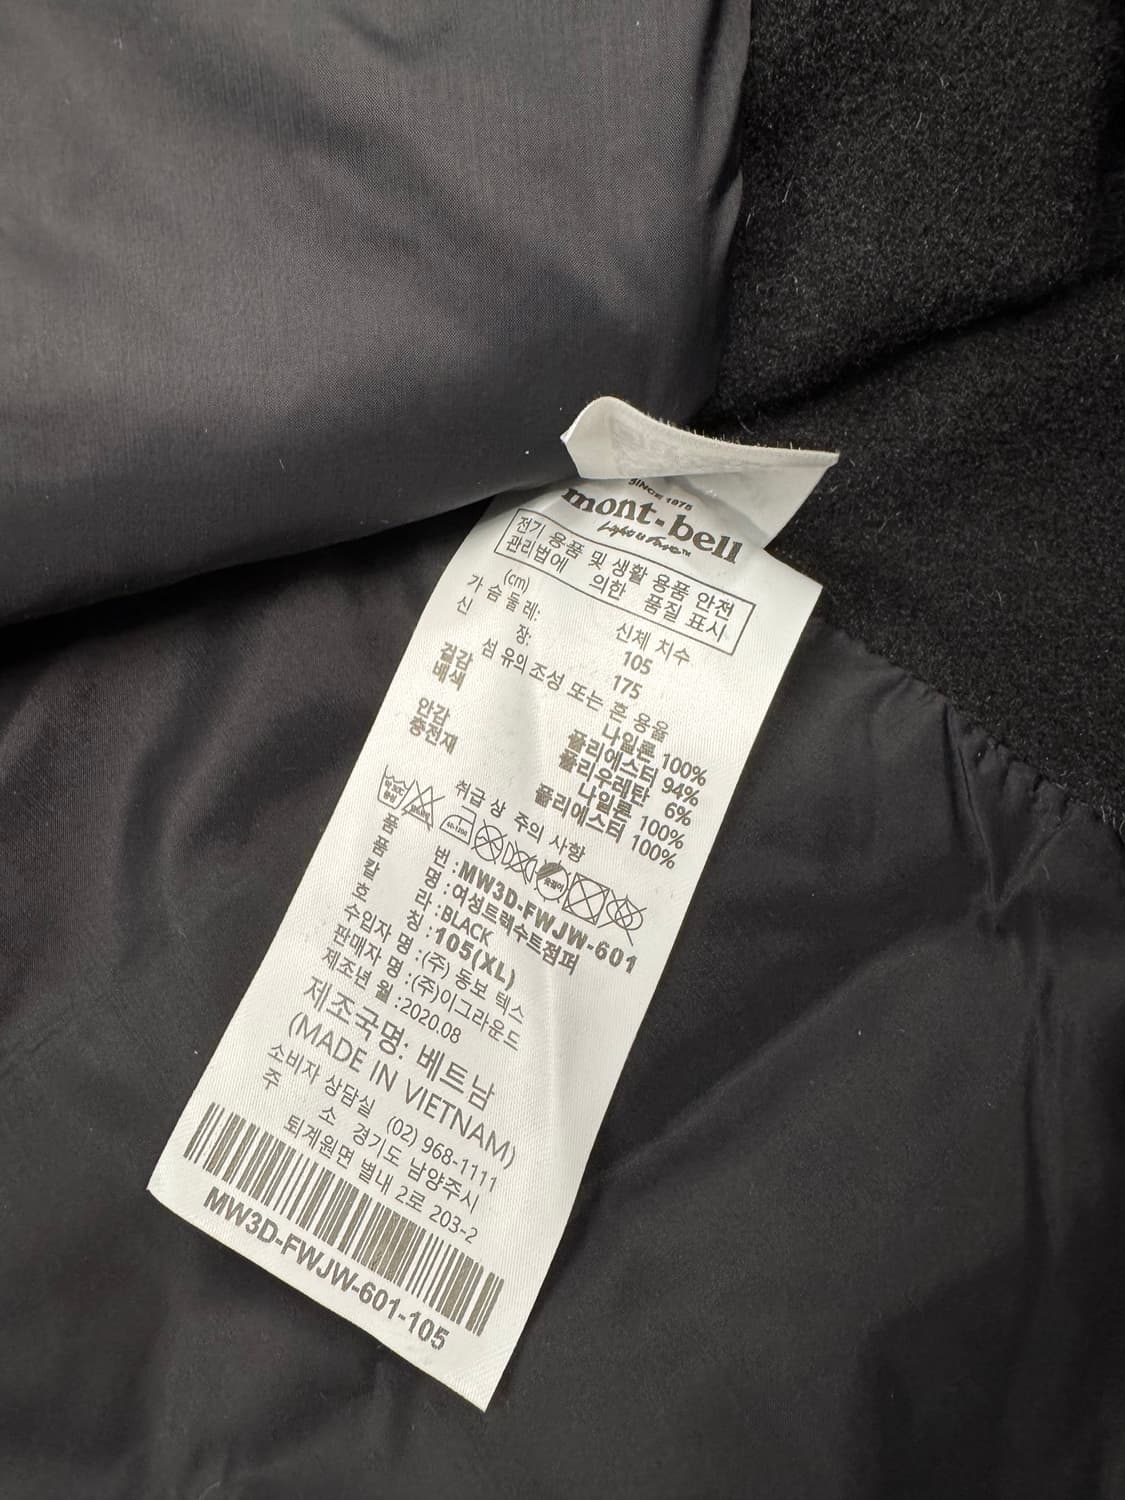 SINCE 1975
mont-bell
Light & Fast™
전기 용품 및 생활 용품 안전
관리법에 의한 품질 표시
(cm) 신체 치수
가슴둘레: 105
신 장: 175
섬유의조성 또는 혼용율
겉감 나일론 100%
배색 폴리에스터 94%
폴리우레탄 6%
안감 나일론 100%
충전재 폴리에스터 100%
취급 상 주의 사항
품 번 :MW3D-FWJW-601
품 명 :여성트랙수트점퍼
칼 라 :BLACK
호 칭 :105(XL)
수입자 명 :(주) 동보 텍스
판매자 명 :(주)이그라운드
제조년 월 :2020.08
제조국명: 베트남
(MADE IN VIETNAM)
소비자 상담실 (02) 968-1111
주 소 경기도 남양주시
퇴계원면 별내 2로 203-2
MW3D-FWJW-601-105